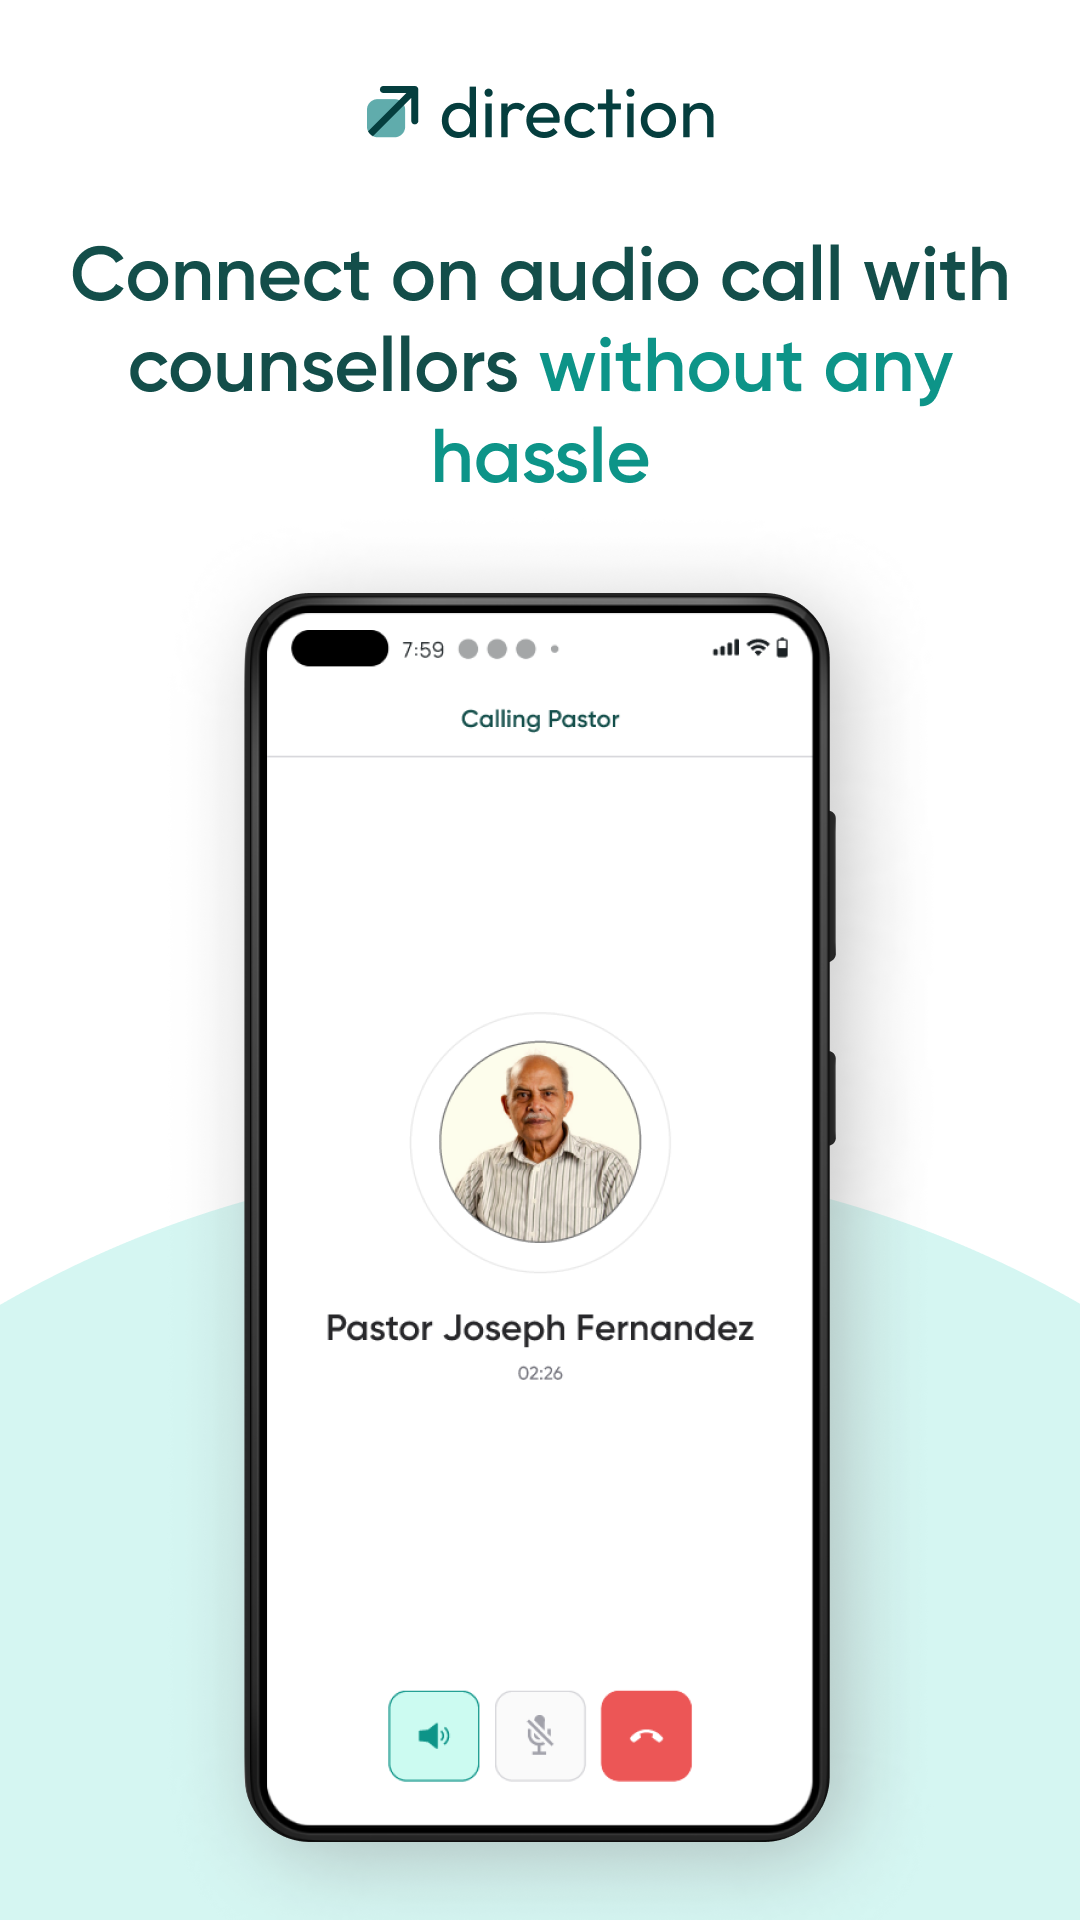 direction
Connect on audio call with
counsellors without any
hassle
7:59
Calling Pastor
Pastor Joseph Fernandez
02:26